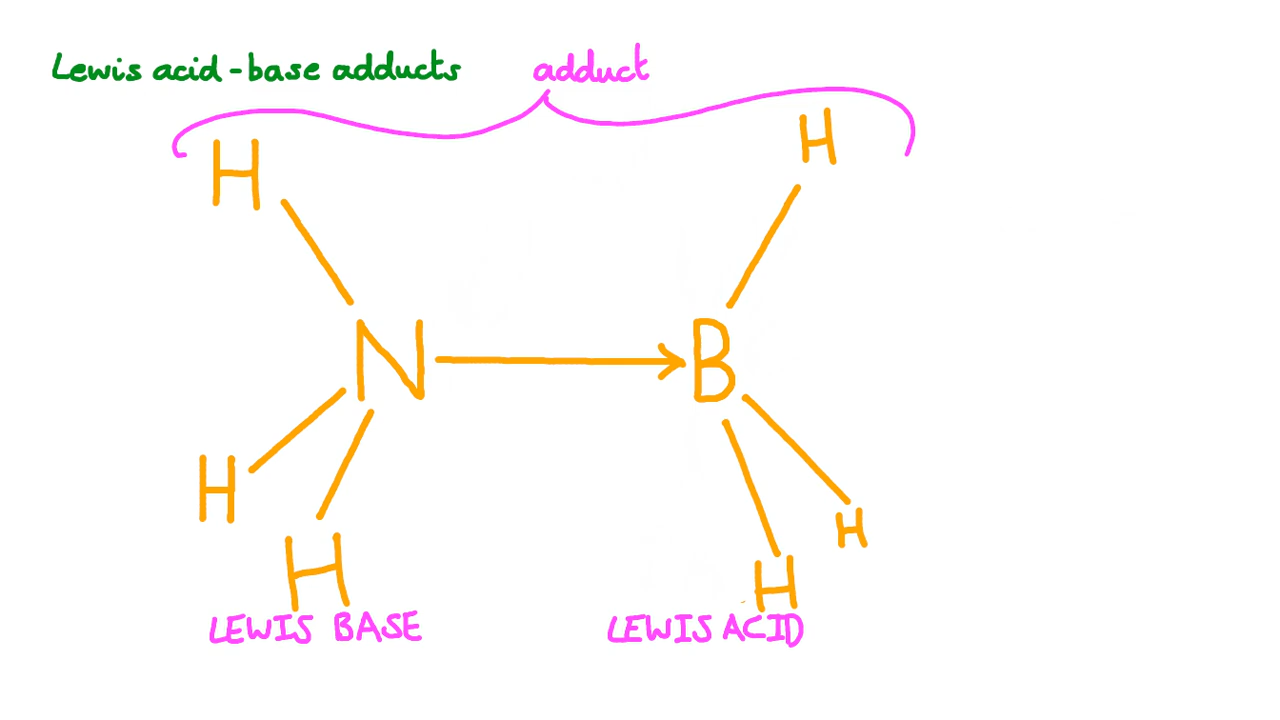 Lewis acid-base adducts adduct
H H
N B
H H
H H
LEWIS BASE LEWIS ACID